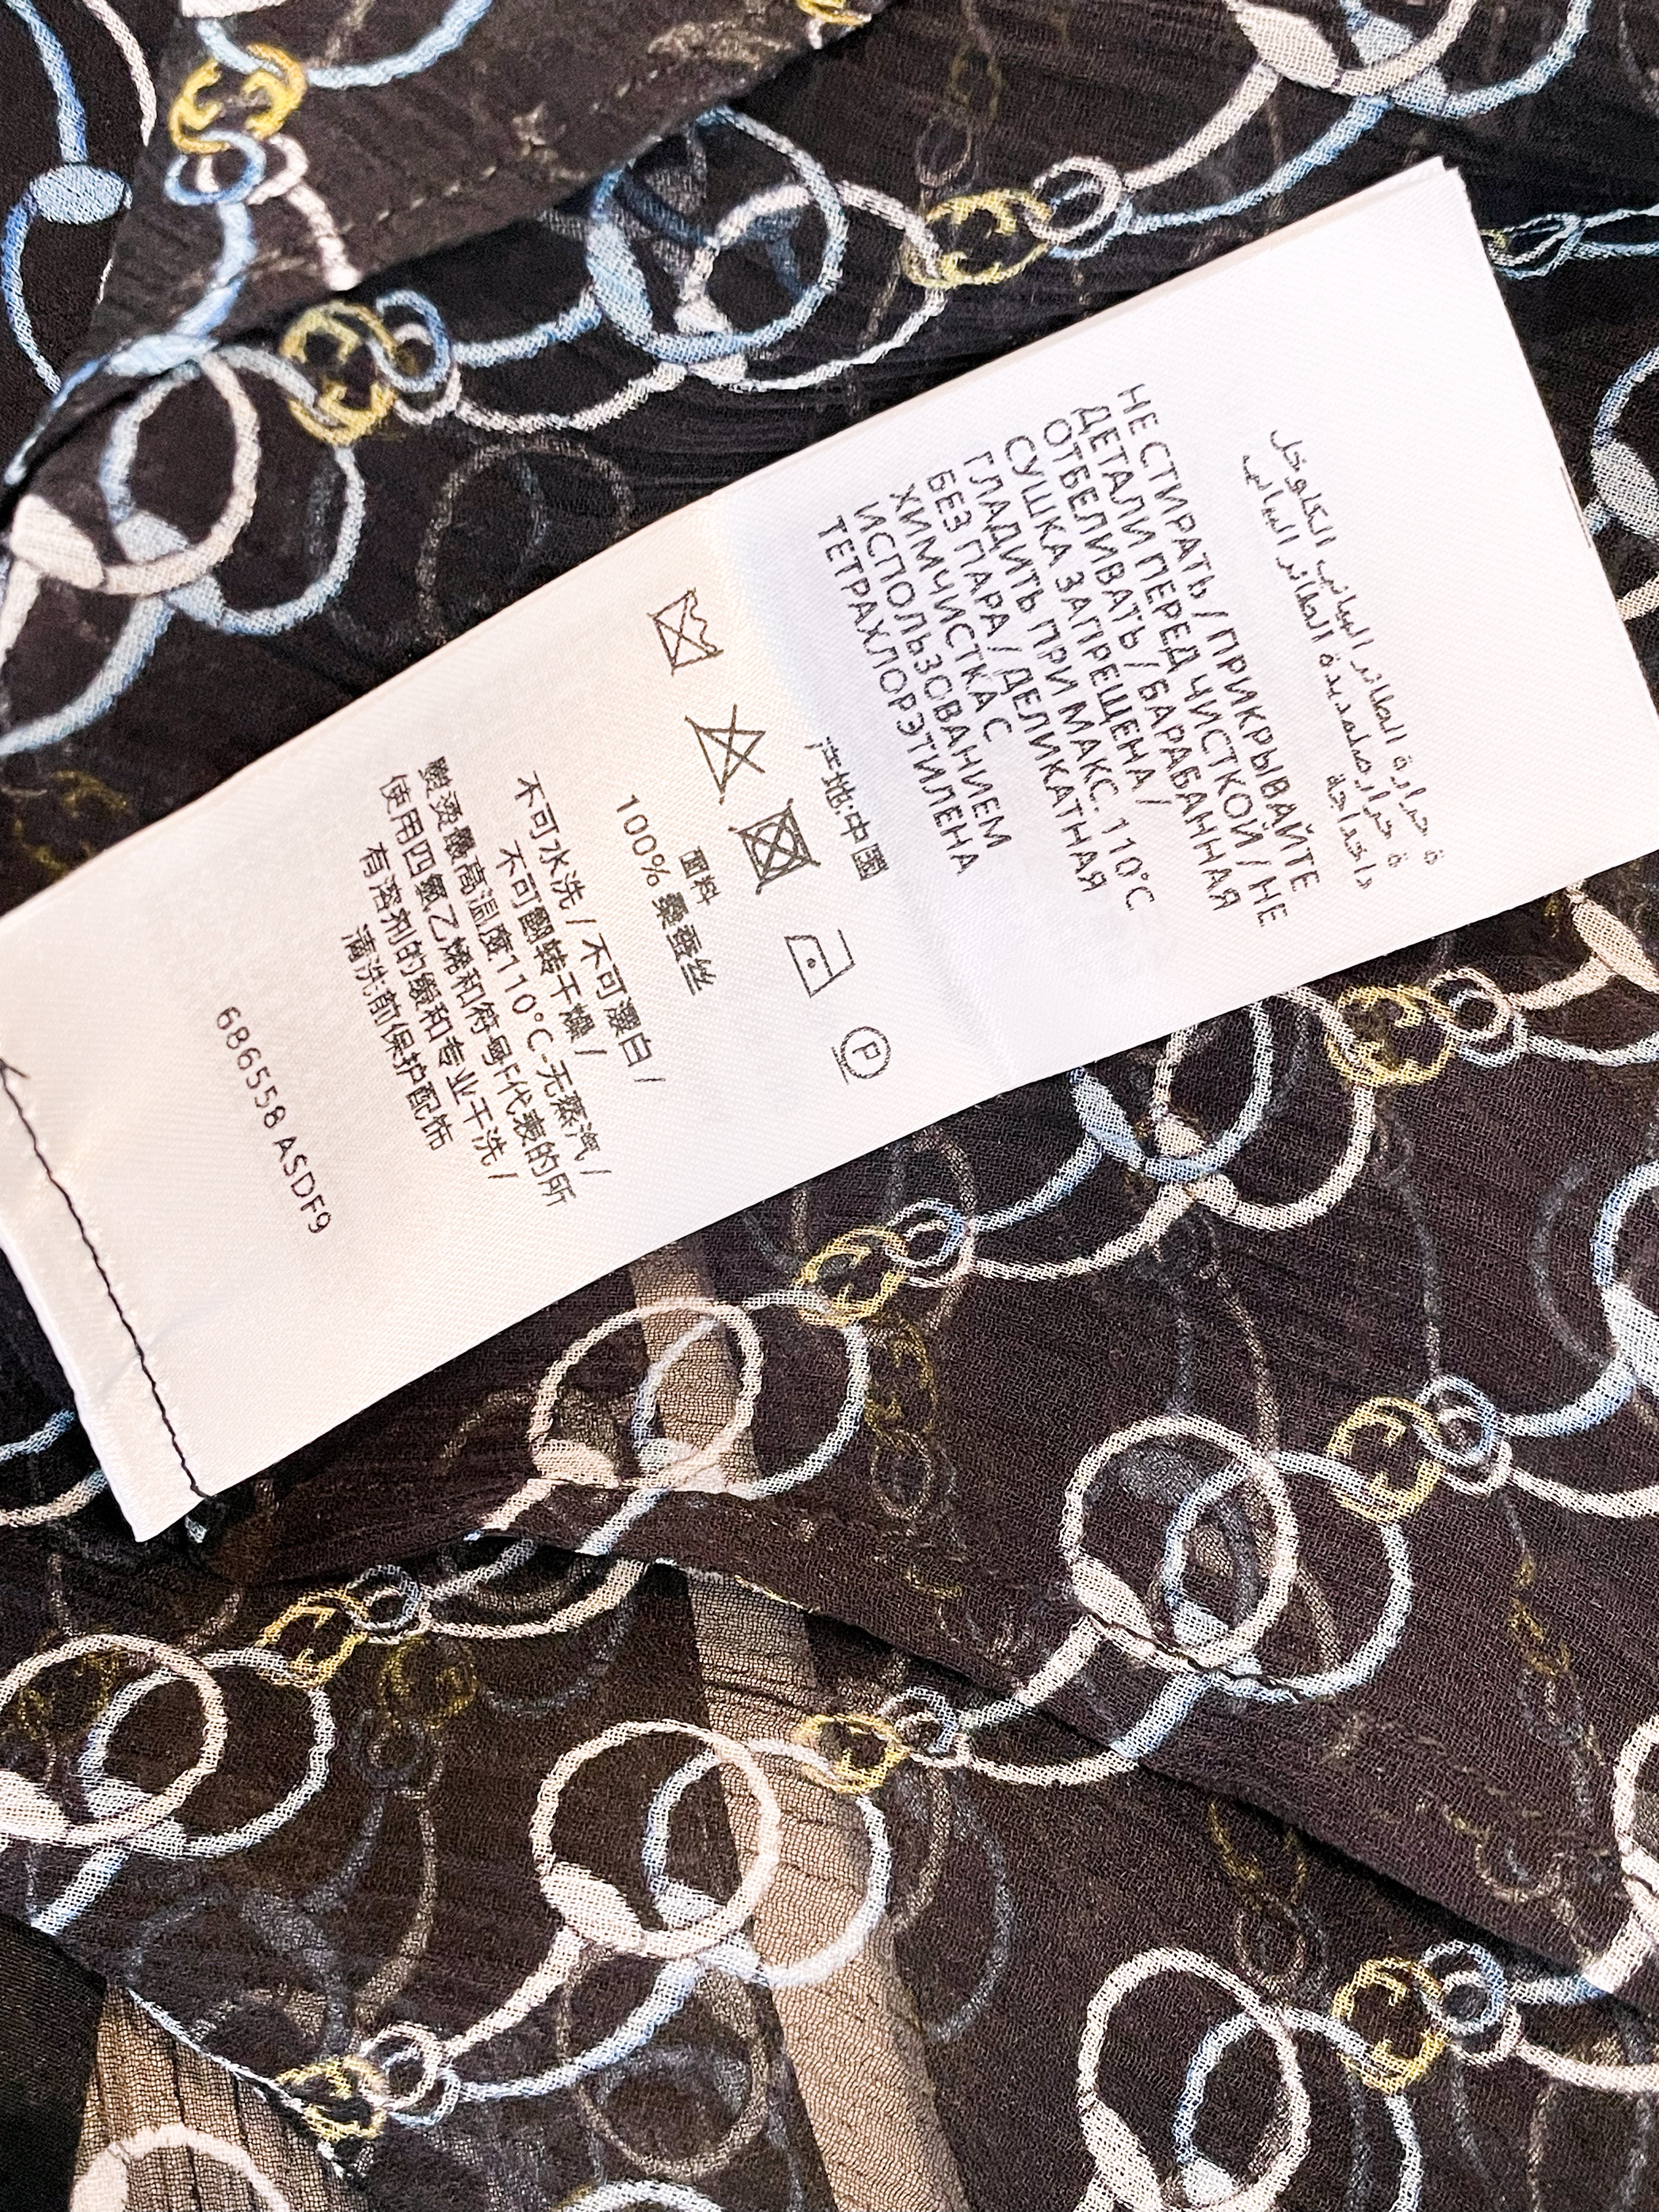 НЕ СТИРАТЬ / ПРИКРЫВАЙТЕ
ДЕТАЛИ ПЕРЕД ЧИСТКОЙ / НЕ
ОТБЕЛИВАТЬ / БАРАБАННАЯ
СУШКА ЗАПРЕЩЕНА /
ГЛАДИТЬ ПРИ МАКС. 110°C
БЕЗ ПАРА / ДЕЛИКАТНАЯ
ХИМЧИСТКА С
ИСПОЛЬЗОВАНИЕМ
ТЕТРАХЛОРЭТИЛЕНА
产地:中国
P
面料
100% 桑蚕丝
不可水洗 / 不可漂白 /
不可翻转干燥 /
熨烫最高温度110°C-无蒸汽 /
使用四氯乙烯和符号F代表的所
有溶剂的缓和专业干洗 /
清洗前保护配饰
686558 ASDF9